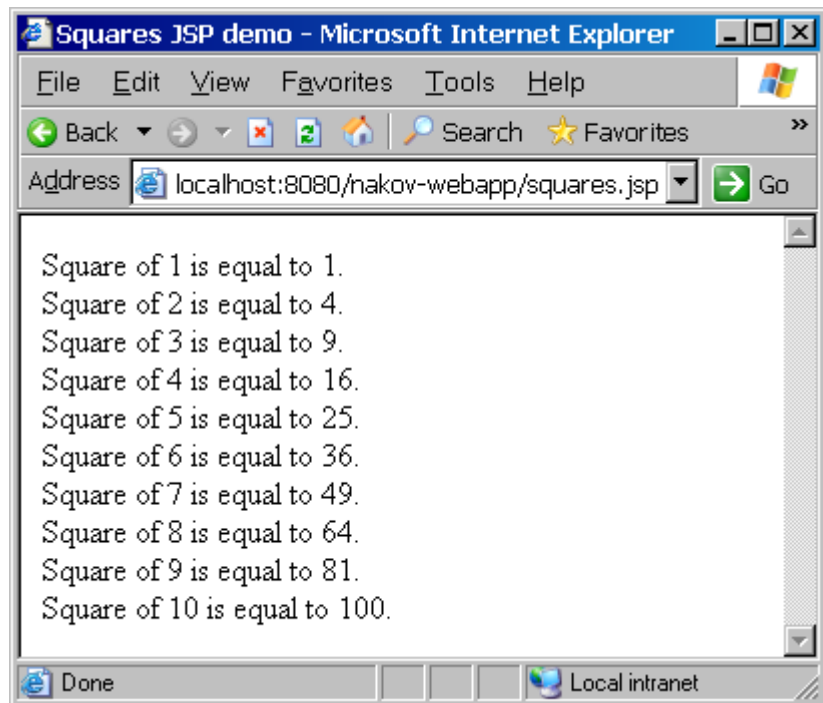 Squares JSP demo - Microsoft Internet Explorer
File Edit View Favorites Tools Help
Back Search Favorites »
Address localhost:8080/nakov-webapp/squares.jsp Go
Square of 1 is equal to 1.
Square of 2 is equal to 4.
Square of 3 is equal to 9.
Square of 4 is equal to 16.
Square of 5 is equal to 25.
Square of 6 is equal to 36.
Square of 7 is equal to 49.
Square of 8 is equal to 64.
Square of 9 is equal to 81.
Square of 10 is equal to 100.
Done Local intranet